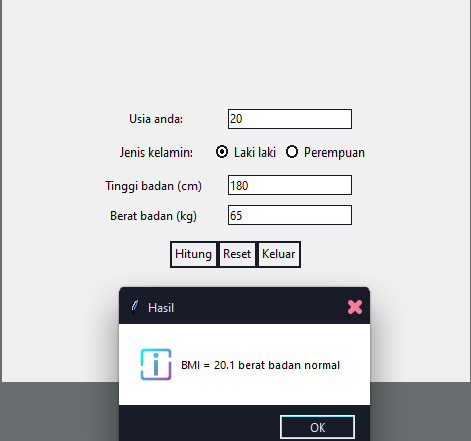 Usia anda: 20
Jenis kelamin: Laki laki Perempuan
Tinggi badan (cm) 180
Berat badan (kg) 65
Hitung Reset Keluar
Hasil
BMI = 20.1 berat badan normal
OK